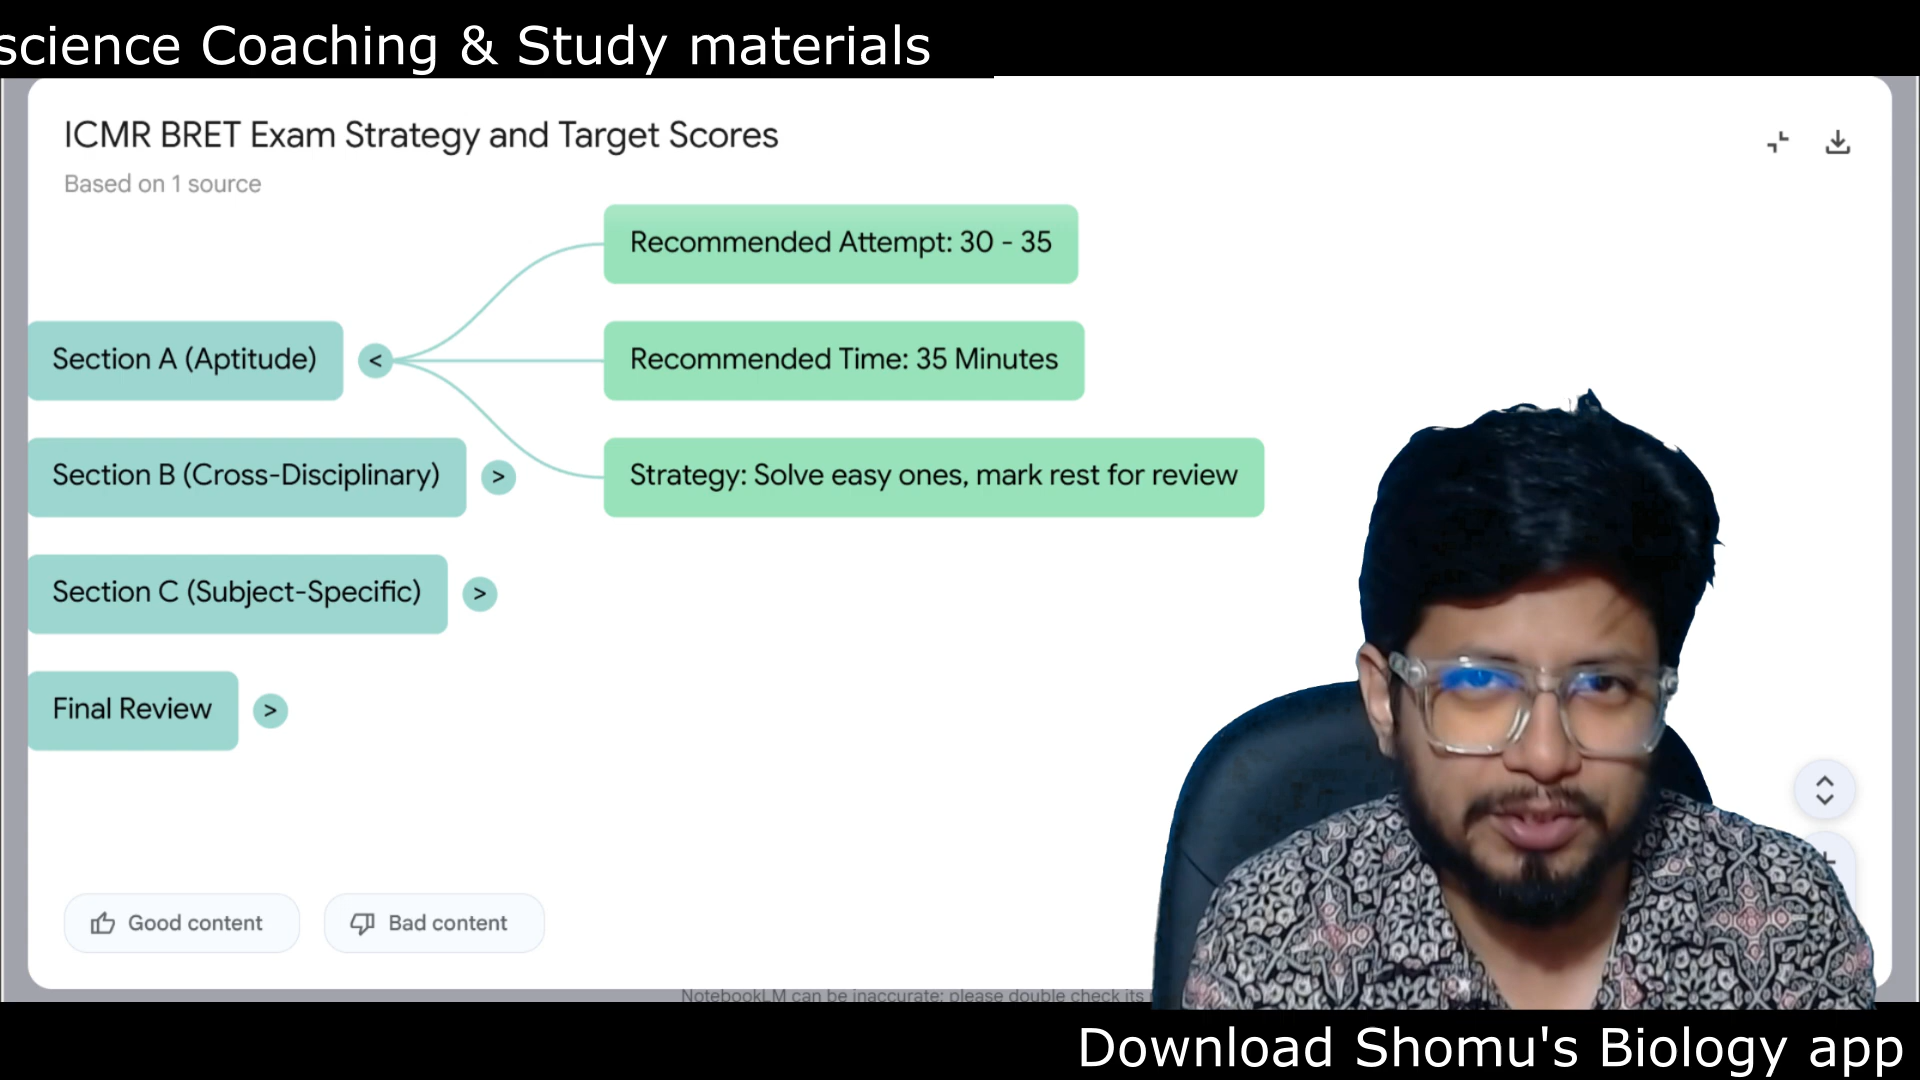 science Coaching & Study materials
ICMR BRET Exam Strategy and Target Scores
Based on 1 source
Recommended Attempt: 30 - 35
Section A (Aptitude)
<
Recommended Time: 35 Minutes
Section B (Cross-Disciplinary)
>
Strategy: Solve easy ones, mark rest for review
Section C (Subject-Specific)
>
Final Review
>
Good content
Bad content
NotebookLM can be inaccurate; please double check its
Download Shomu's Biology app